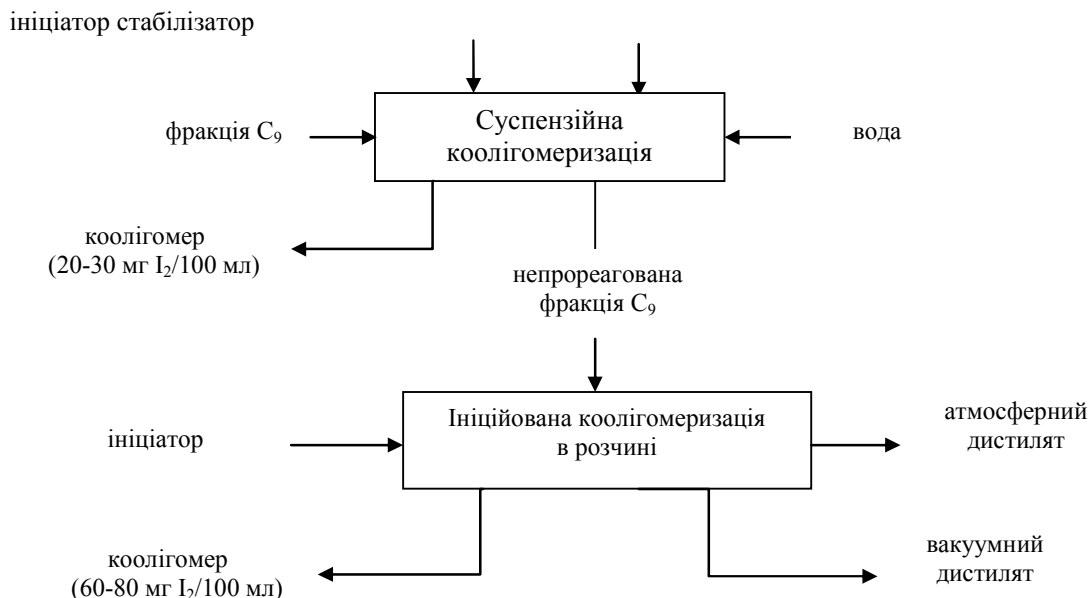 ініціатор стабілізатор
Суспензійна
коолігомеризація
фракція C₉
вода
коолігомер
(20-30 мг I₂/100 мл)
непрореагована
фракція C₉
Ініційована коолігомеризація
в розчині
ініціатор
атмосферний
дистилят
коолігомер
(60-80 мг I₂/100 мл)
вакуумний
дистилят